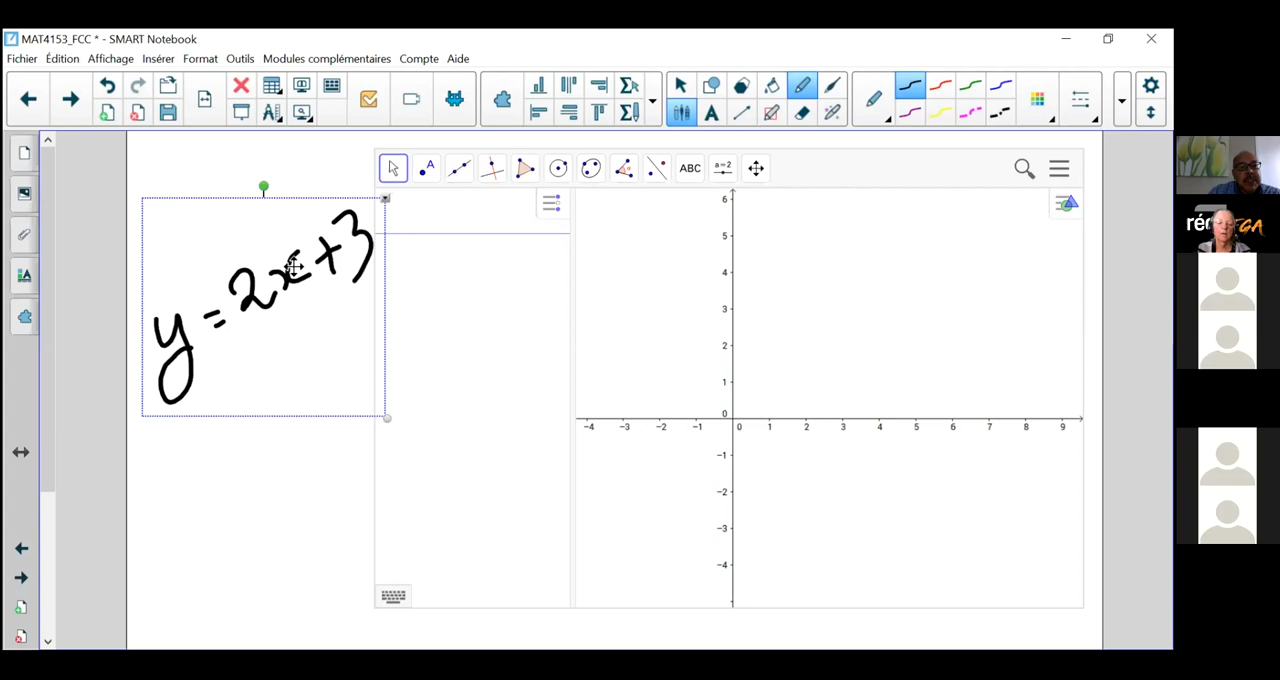 MAT4153_FCC * - SMART Notebook
Fichier Édition Affichage Insérer Format Outils Modules complémentaires Compte Aide
A
ABC
a=2
y = 2x+3
6
5
4
3
2
1
0
-4 -3 -2 -1 0 1 2 3 4 5 6 7 8 9
-1
-2
-3
-4
FGA